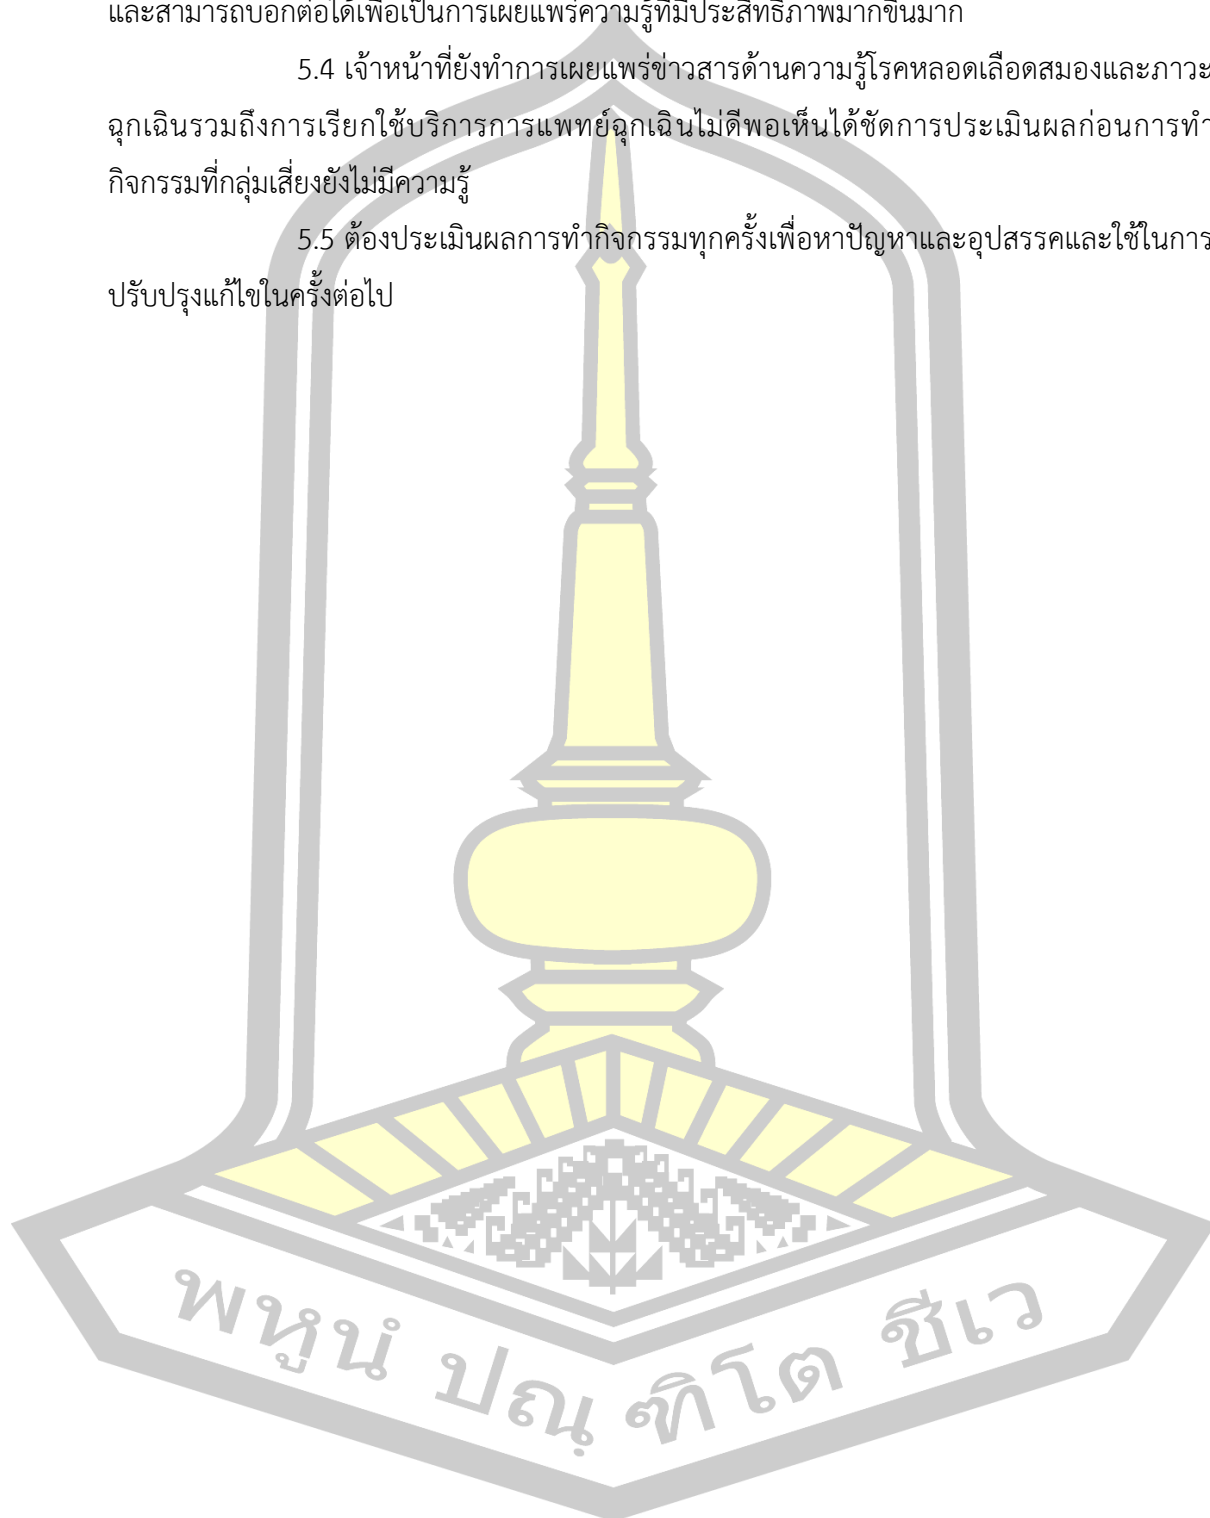 และสามารถบอกต่อได้เพื่อเป็นการเผยแพร่ความรู้ที่มีประสิทธิภาพมากขึ้นมาก
5.4 เจ้าหน้าที่ยังทำการเผยแพร่ข่าวสารด้านความรู้โรคหลอดเลือดสมองและภาวะ
ฉุกเฉินรวมถึงการเรียกใช้บริการการแพทย์ฉุกเฉินไม่ดีพอเห็นได้ชัดการประเมินผลก่อนการทำ
กิจกรรมที่กลุ่มเสี่ยงยังไม่มีความรู้
5.5 ต้องประเมินผลการทำกิจกรรมทุกครั้งเพื่อหาปัญหาและอุปสรรคและใช้ในการ
ปรับปรุงแก้ไขในครั้งต่อไป
พหูนํ ปณฺ ฑิโต ชีเว